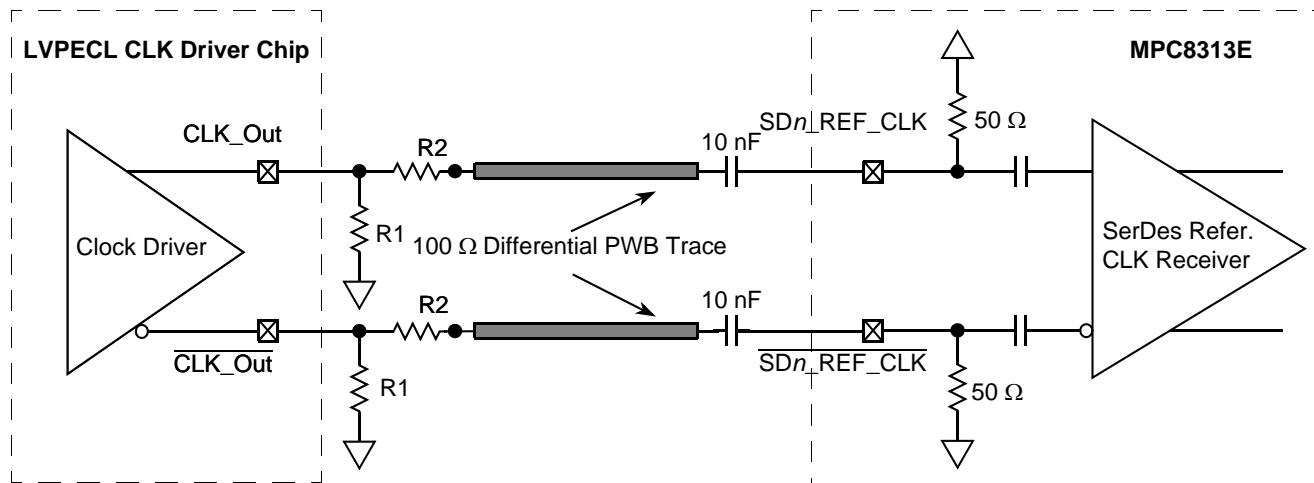 LVPECL CLK Driver Chip
MPC8313E
CLK_Out
R2
10 nF
SDn_REF_CLK
50 Ω
Clock Driver
R1
100 Ω Differential PWB Trace
SerDes Refer.
CLK Receiver
R2
10 nF
CLK_Out
R1
SDn_REF_CLK
50 Ω